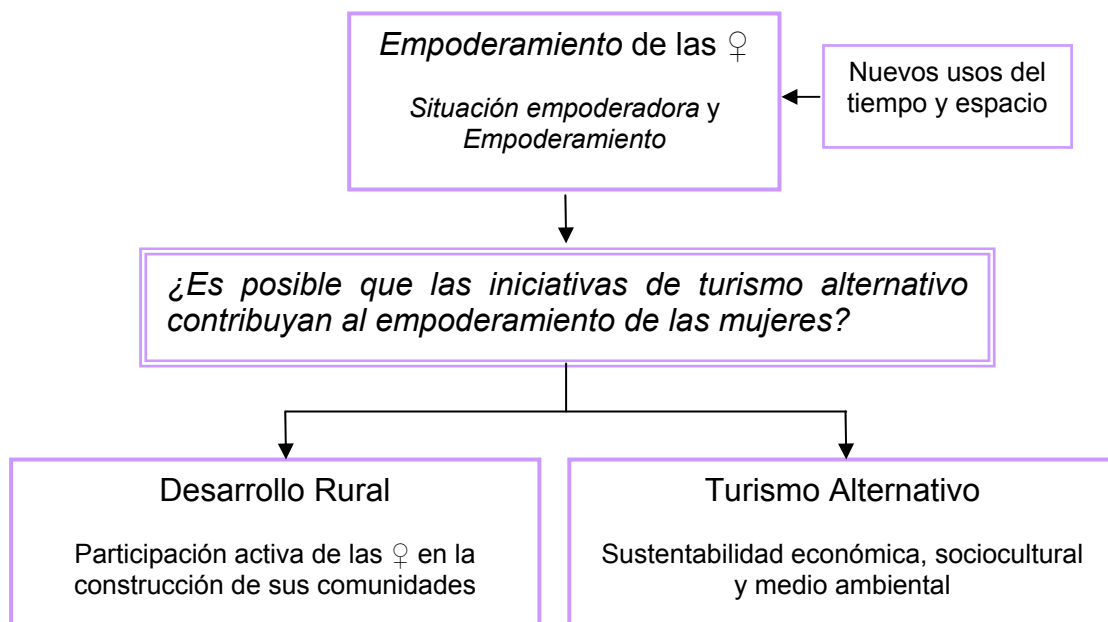 Empoderamiento de las ♀
Situación empoderadora y
Empoderamiento
Nuevos usos del
tiempo y espacio
¿Es posible que las iniciativas de turismo alternativo
contribuyan al empoderamiento de las mujeres?
Desarrollo Rural
Participación activa de las ♀ en la
construcción de sus comunidades
Turismo Alternativo
Sustentabilidad económica, sociocultural
y medio ambiental